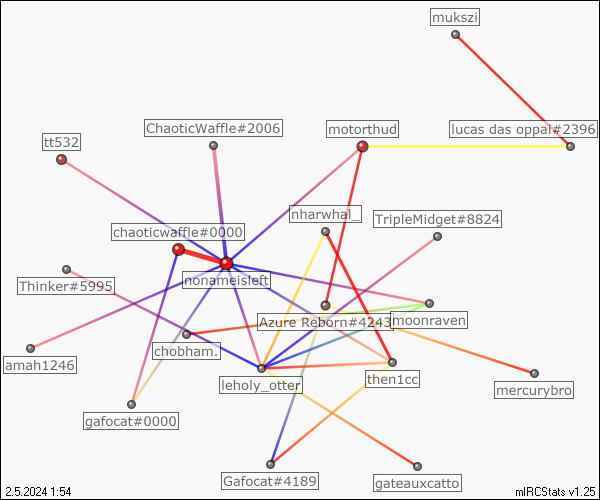 mukszi
ChaoticWaffle#2006
motorthud
lucas das oppai#2396
tt532
nharwhal_
TripleMidget#8824
chaoticwaffle#0000
nonameisleft
Thinker#5995
Azure Reborn#4243
moonraven
chobham.
amah1246
leholy_otter
then1cc
mercurybro
gafocat#0000
Gafocat#4189
gateauxcatto
2.5.2024 1:54
mIRCStats v1.25